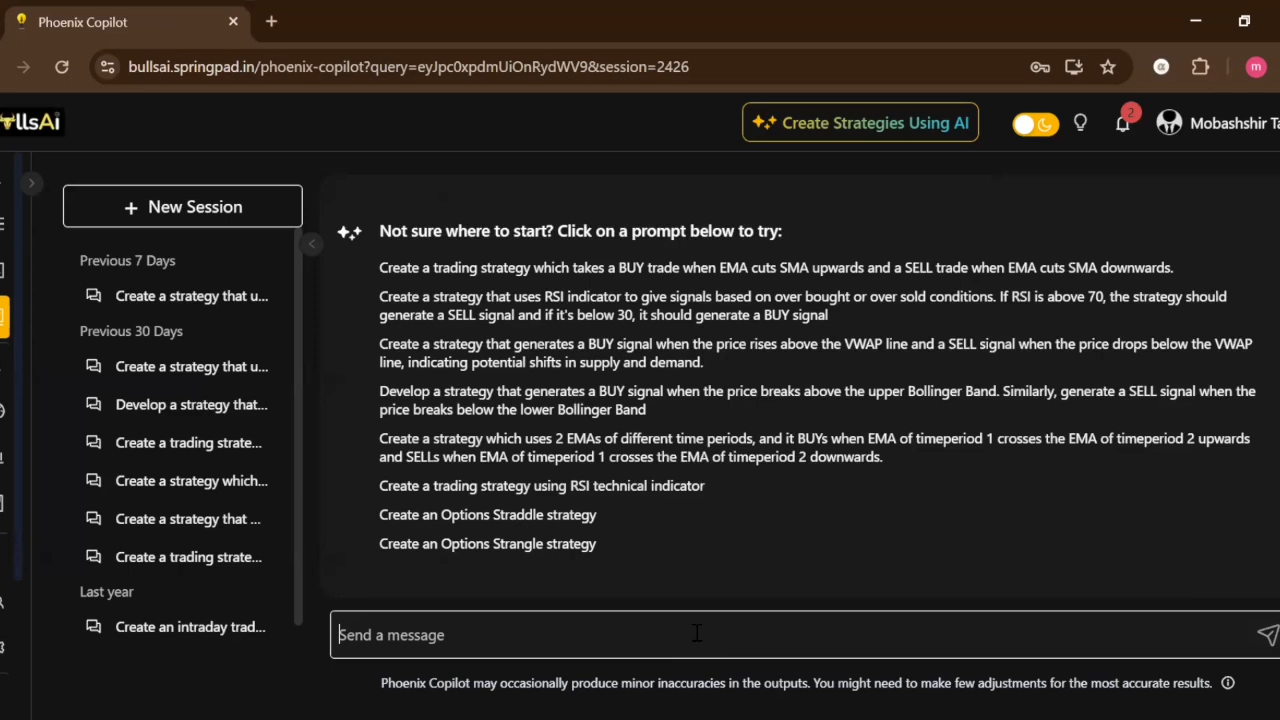 Phoenix Copilot
bullsai.springpad.in/phoenix-copilot?query=eyJpc0xpdmUiOnRydWV9&session=2426
m
llsAi
Create Strategies Using AI
2
Mobashshir Ta
+ New Session
Previous 7 Days
Create a strategy that u...
Previous 30 Days
Create a strategy that u...
Develop a strategy that...
Create a trading strate...
Create a strategy which...
Create a strategy that ...
Create a trading strate...
Last year
Create an intraday trad...
Not sure where to start? Click on a prompt below to try:
Create a trading strategy which takes a BUY trade when EMA cuts SMA upwards and a SELL trade when EMA cuts SMA downwards.
Create a strategy that uses RSI indicator to give signals based on over bought or over sold conditions. If RSI is above 70, the strategy should
generate a SELL signal and if it's below 30, it should generate a BUY signal
Create a strategy that generates a BUY signal when the price rises above the VWAP line and a SELL signal when the price drops below the VWAP
line, indicating potential shifts in supply and demand.
Develop a strategy that generates a BUY signal when the price breaks above the upper Bollinger Band. Similarly, generate a SELL signal when the
price breaks below the lower Bollinger Band
Create a strategy which uses 2 EMAs of different time periods, and it BUYs when EMA of timeperiod 1 crosses the EMA of timeperiod 2 upwards
and SELLs when EMA of timeperiod 1 crosses the EMA of timeperiod 2 downwards.
Create a trading strategy using RSI technical indicator
Create an Options Straddle strategy
Create an Options Strangle strategy
Send a message
Phoenix Copilot may occasionally produce minor inaccuracies in the outputs. You might need to make few adjustments for the most accurate results.